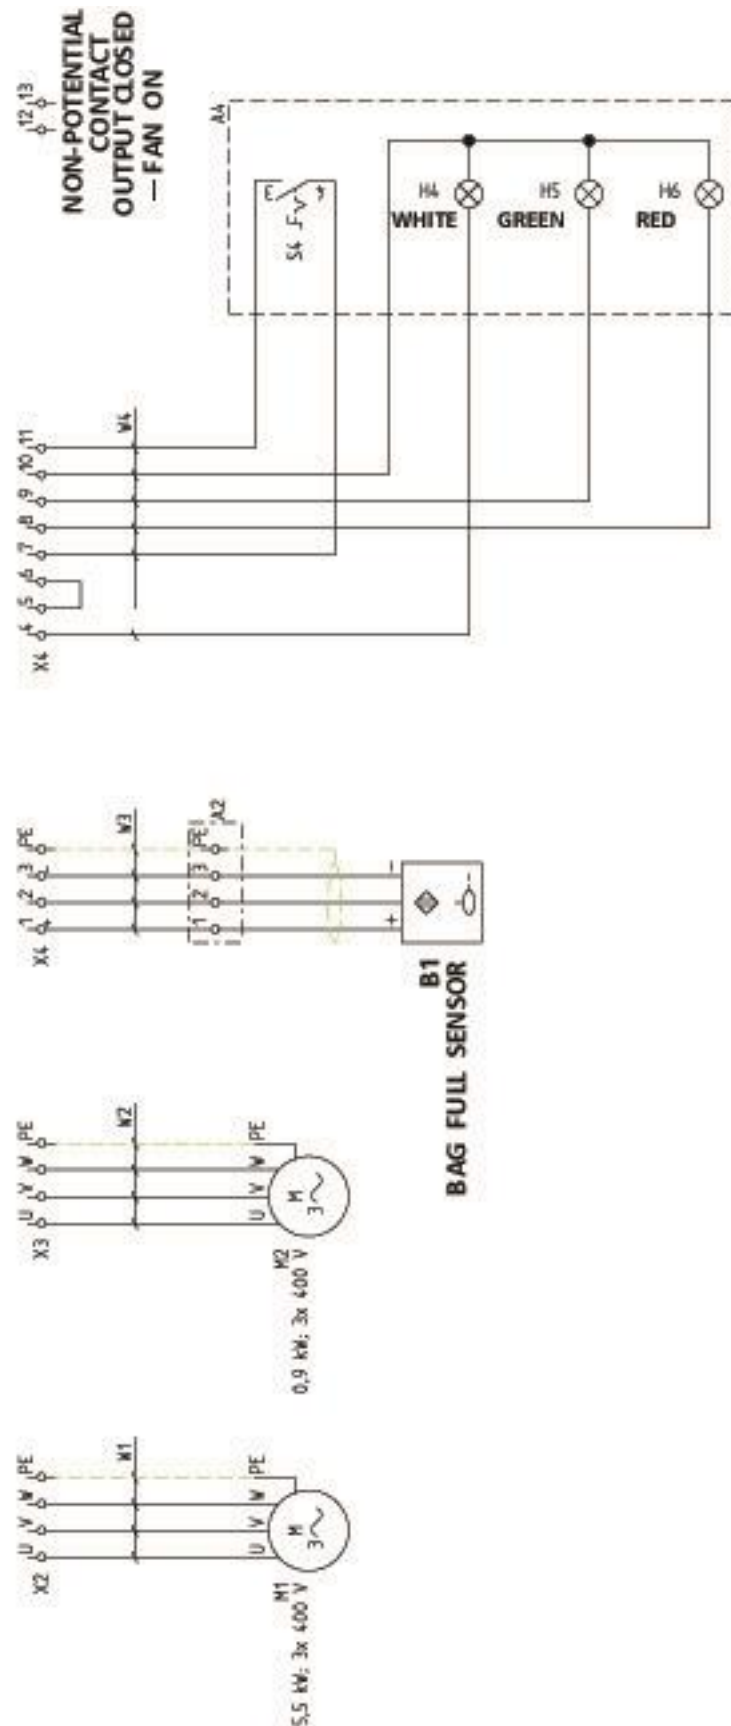 12 13
NON-POTENTIAL
CONTACT
OUTPUT CLOSED
— FAN ON
A4
S4
H4
WHITE
H5
GREEN
H6
RED
X4
4 5 6 7 8 9 10 11
W4
X4
1 2 3 PE
W3
1 2 3 PE
A2
+ -
B1
BAG FULL SENSOR
X3
U V W PE
W2
U V W PE
M
3
M2
0,9 kW; 3x 400 V
X2
U V W PE
W1
U V W PE
M
3
M1
5,5 kW; 3x 400 V